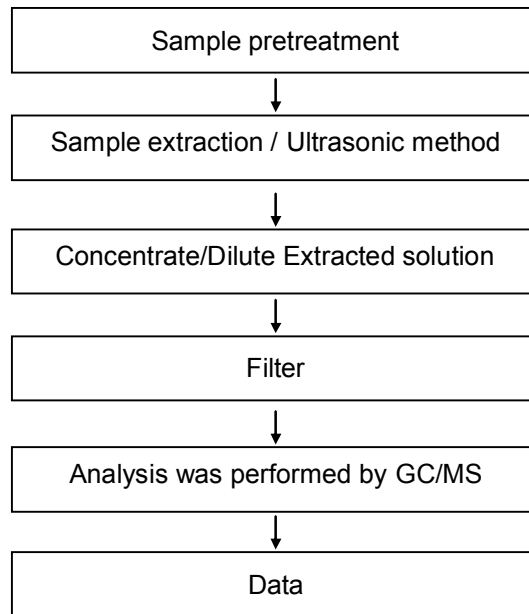 Sample pretreatment
Sample extraction / Ultrasonic method
Concentrate/Dilute Extracted solution
Filter
Analysis was performed by GC/MS
Data